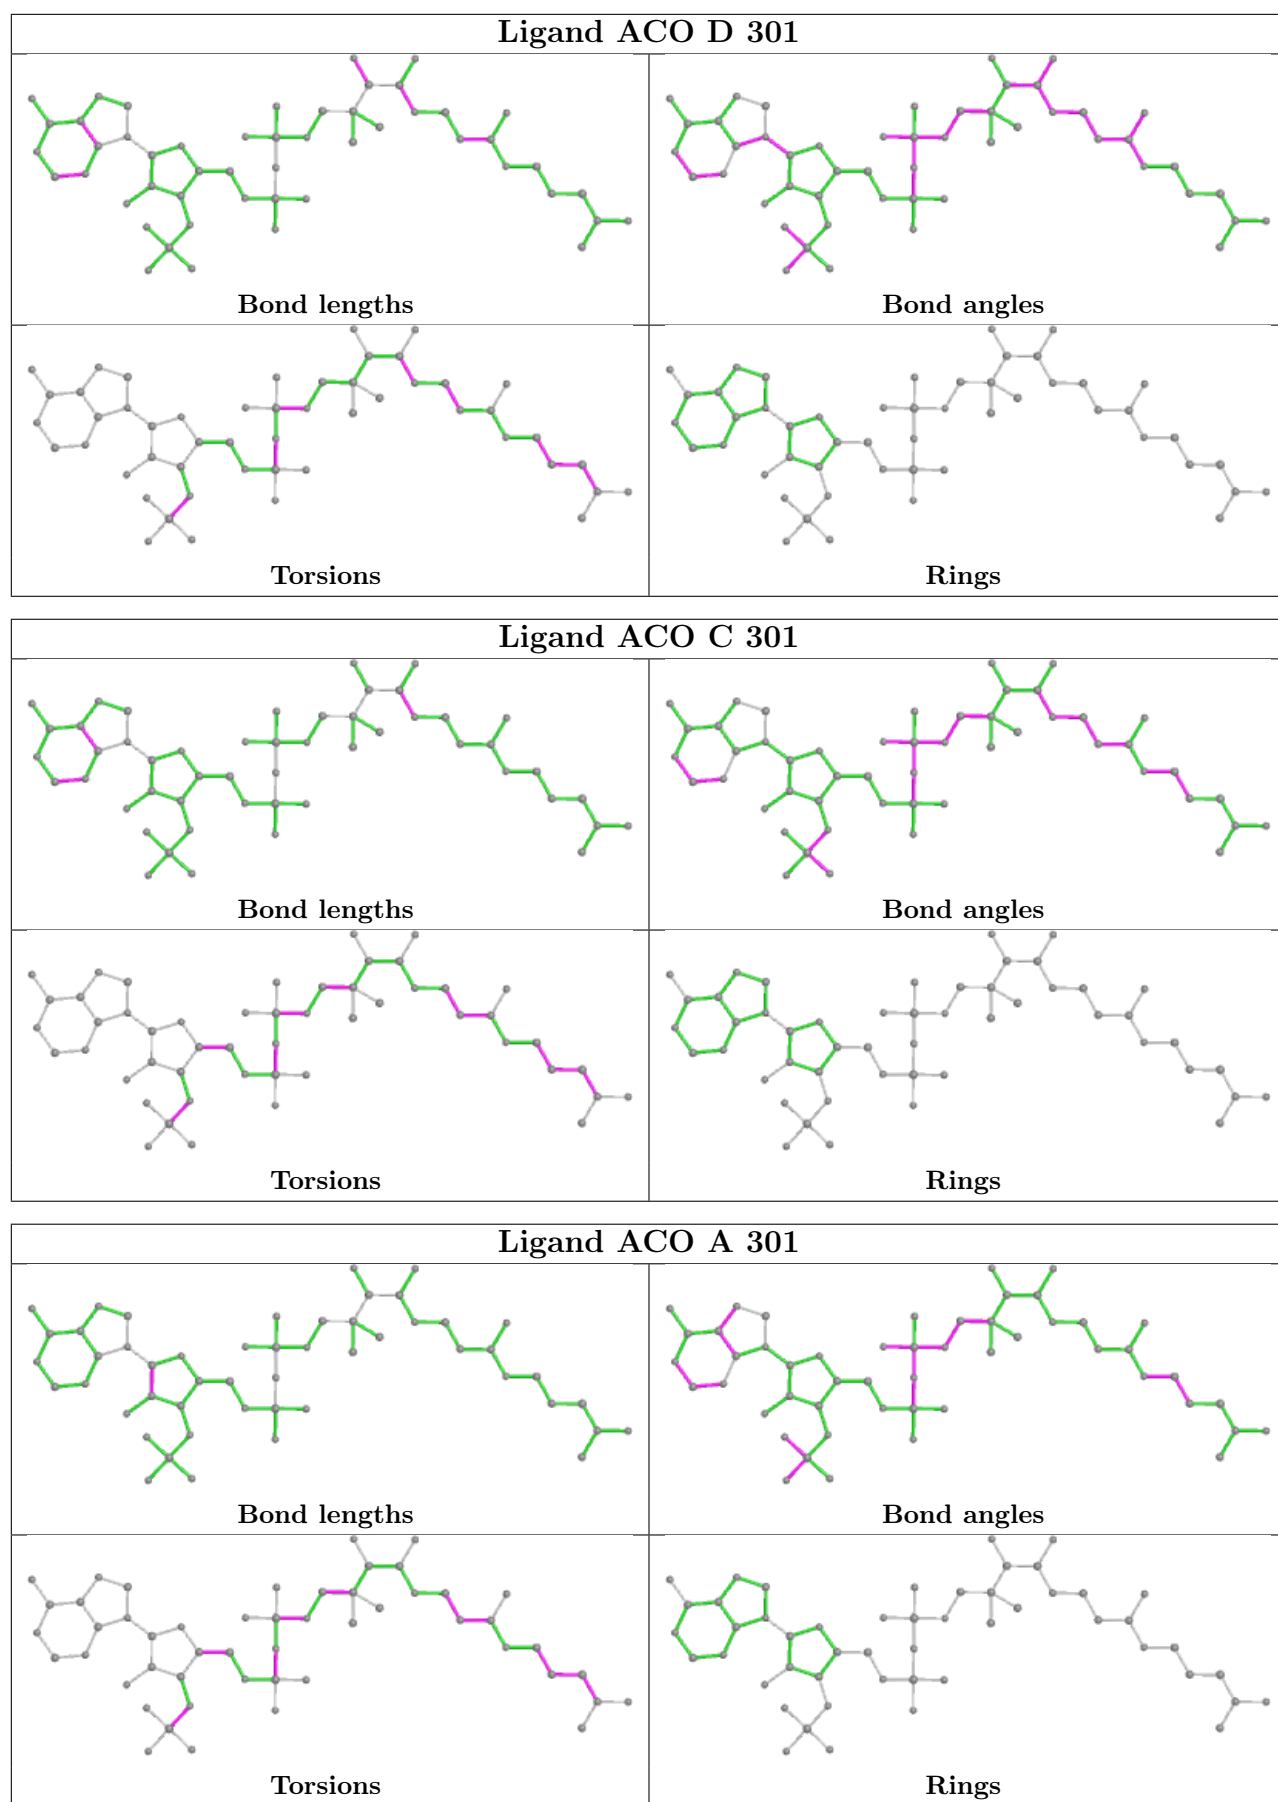 Ligand ACO D 301
Bond lengths
Bond angles
Torsions
Rings
Ligand ACO C 301
Bond lengths
Bond angles
Torsions
Rings
Ligand ACO A 301
Bond lengths
Bond angles
Torsions
Rings